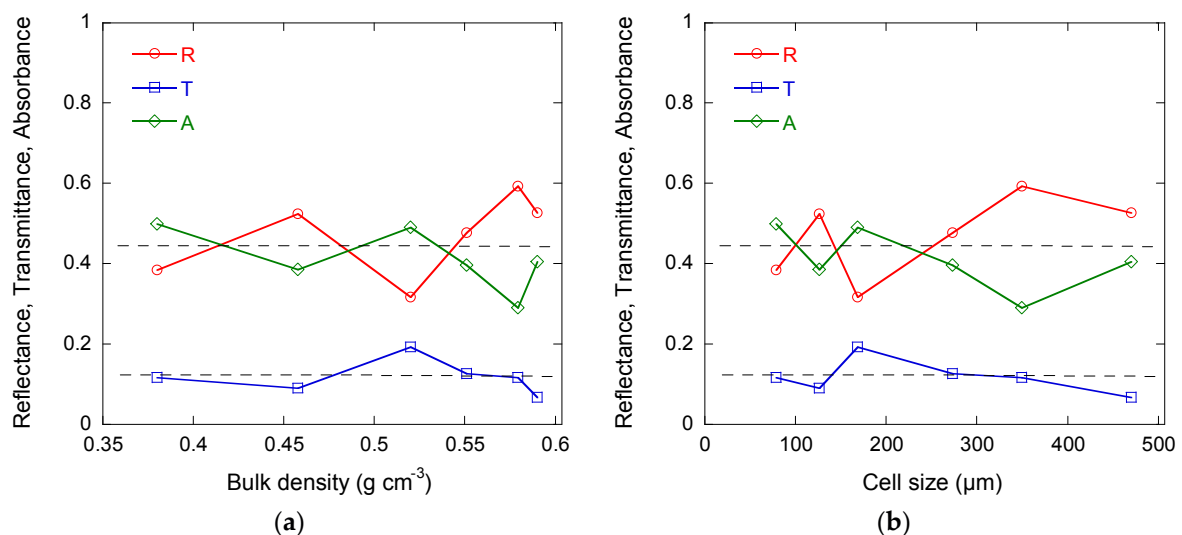 Reflectance, Transmittance, Absorbance
1
0.8
0.6
0.4
0.2
0
R
T
A
0.35
0.4
0.45
0.5
0.55
0.6
Bulk density (g cm⁻³)
(a)
Reflectance, Transmittance, Absorbance
1
0.8
0.6
0.4
0.2
0
R
T
A
0
100
200
300
400
500
Cell size (µm)
(b)